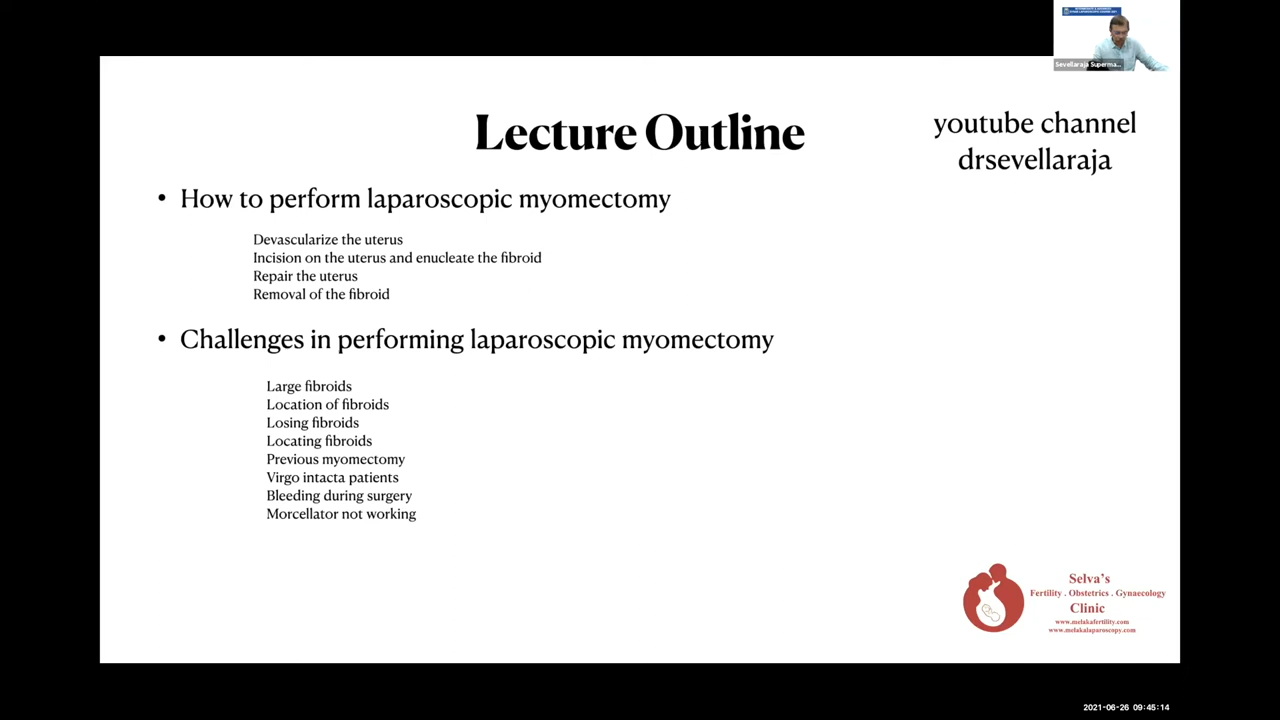 Sevellaraja Superma...
Lecture Outline
youtube channel
drsevellaraja
• How to perform laparoscopic myomectomy
Devascularize the uterus
Incision on the uterus and enucleate the fibroid
Repair the uterus
Removal of the fibroid
• Challenges in performing laparoscopic myomectomy
Large fibroids
Location of fibroids
Losing fibroids
Locating fibroids
Previous myomectomy
Virgo intacta patients
Bleeding during surgery
Morcellator not working
Selva's
Fertility . Obstetrics . Gynaecology
Clinic
www.melakafertility.com
www.melakalaparoscopy.com
2021-06-26 09:45:14